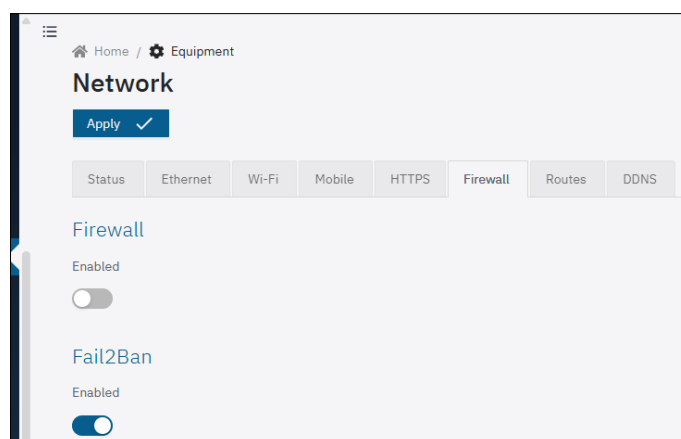 Home / Equipment
Network
Apply
Status Ethernet Wi-Fi Mobile HTTPS Firewall Routes DDNS
Firewall
Enabled
Fail2Ban
Enabled